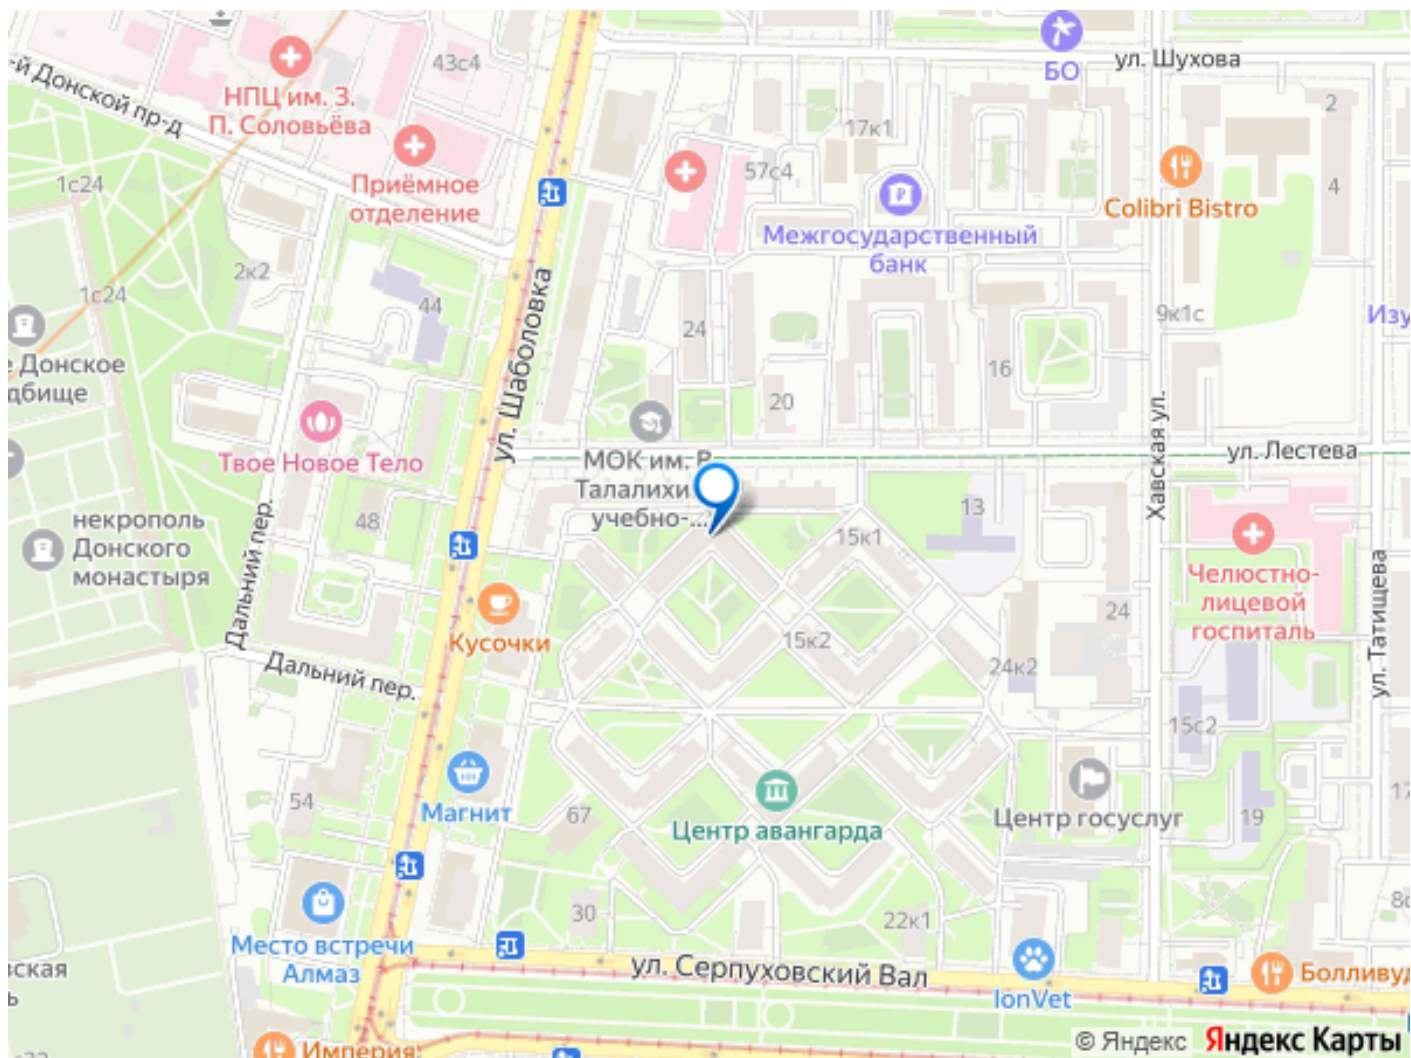 ул. Шухова
БО
43с4
НПЦ им. З.
П. Соловьёва
-й Донской пр-д
2
17к1
57с4
1с24
Приёмное
отделение
4
Colibri Bistro
Межгосударственный
банк
2к2
1с24
44
24
9к1с
Изу
е Донское
дбище
ул. Шаболовка
16
20
Хавская ул.
Твое Новое Тело
МОК им. В.
Талалихи
учебно-...
ул. Лестева
48
13
15к1
некрополь
Донского
монастыря
Дальний пер.
Челюстно-
лицевой
госпиталь
ул. Татищева
Кусочки
15к2
24
24к2
Дальний пер.
15с2
54
Магнит
67
Центр авангарда
Центр госуслуг
19
17
30
22к1
8с
Место встречи
Алмаз
вская
ь
ул. Серпуховский Вал
IonVet
Болливуд
Империя:
© Яндекс Яндекс Карты